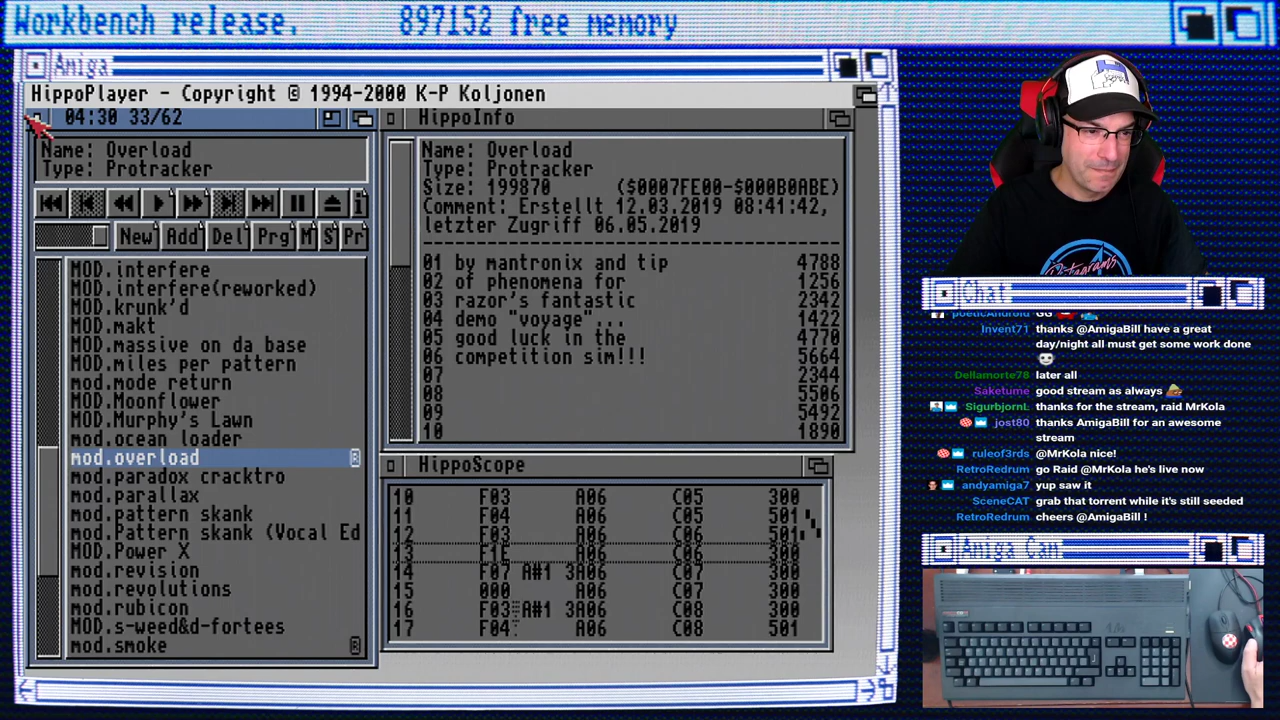 Workbench release. 897152 free memory
Amiga
HippoPlayer - Copyright © 1994-2000 K-P Koljonen
04:30 33/62
Name: Overload
Type: Protracker
New Add Del Prg M S Pr
MOD.interfere
MOD.interfere(reworked)
MOD.krunk'd
MOD.makt
MOD.massive on da base
MOD.miles per pattern
mod.mode return
MOD.Moonflower
MOD.Murphy's Lawn
mod.ocean loader
mod.overload R
mod.paradox cracktro
mod.parallax
mod.pattern skank
mod.Pattern skank (Vocal Ed
MOD.Power X
mod.revision
mod.revolutions
mod.rubicon
MOD.s-weed&d-fortees
mod.smoke R
HippoInfo
Name: Overload
Type: Protracker
Size: 199870 ($0007FE00-$000B0ABE)
Comment: Erstellt 12.03.2019 08:41:42,
letzter Zugriff 06.05.2019
01 by mantronix and tip 4788
02 of phenomena for 1256
03 razor's fantastic 2342
04 demo "voyage"... 1422
05 good luck in the 4770
06 competition sim!!! 5664
07 2344
08 5506
09 5492
10 1890
HippoScope
10 F03 A06 C05 300
11 F04 A06 C05 501
12 F03 A06 C06 501
13 A06 C06 300
14 F07 A#1 3A06 C07 300
15 000 A06 C07 300
16 F03 A#1 3A06 C08 300
17 F04 A06 C08 501
Chat
poeticAndroid GG
Invent71 thanks @AmigaBill have a great
day/night all must get some work done
Dellamorte78 later all
Saketume good stream as always
SigurbjornL thanks for the stream, raid MrKola
jost80 thanks AmigaBill for an awesome
stream
ruleof3rds @MrKola nice!
RetroRedrum go Raid @MrKola he's live now
andyamiga7 yup saw it
SceneCAT grab that torrent while it's still seeded
RetroRedrum cheers @AmigaBill !
Amiga Cam